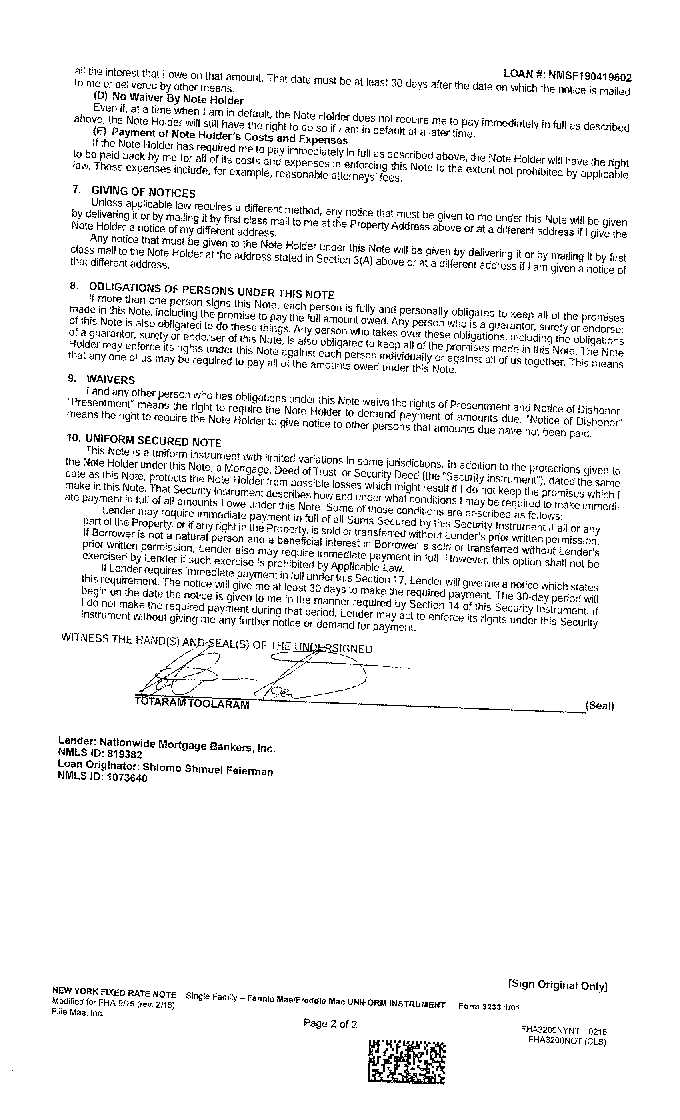 LOAN #: NMSF190419602
all the interest that I owe on that amount. That date must be at least 30 days after the date on which the notice is mailed
to me or delivered by other means.
(D) No Waiver By Note Holder
Even if, at a time when I am in default, the Note Holder does not require me to pay immediately in full as described
above, the Note Holder will still have the right to do so if I am in default at a later time.
(E) Payment of Note Holder's Costs and Expenses
If the Note Holder has required me to pay immediately in full as described above, the Note Holder will have the right
to be paid back by me for all of its costs and expenses in enforcing this Note to the extent not prohibited by applicable
law. Those expenses include, for example, reasonable attorneys' fees.
7. GIVING OF NOTICES
Unless applicable law requires a different method, any notice that must be given to me under this Note will be given
by delivering it or by mailing it by first class mail to me at the Property Address above or at a different address if I give the
Note Holder a notice of my different address.
Any notice that must be given to the Note Holder under this Note will be given by delivering it or by mailing it by first
class mail to the Note Holder at the address stated in Section 3(A) above or at a different address if I am given a notice of
that different address.
8. OBLIGATIONS OF PERSONS UNDER THIS NOTE
If more than one person signs this Note, each person is fully and personally obligated to keep all of the promises
made in this Note, including the promise to pay the full amount owed. Any person who is a guarantor, surety or endorser
of this Note is also obligated to do these things. Any person who takes over these obligations, including the obligations
of a guarantor, surety or endorser of this Note, is also obligated to keep all of the promises made in this Note. The Note
Holder may enforce its rights under this Note against each person individually or against all of us together. This means
that any one of us may be required to pay all of the amounts owed under this Note.
9. WAIVERS
I and any other person who has obligations under this Note waive the rights of Presentment and Notice of Dishonor.
"Presentment" means the right to require the Note Holder to demand payment of amounts due. "Notice of Dishonor"
means the right to require the Note Holder to give notice to other persons that amounts due have not been paid.
10. UNIFORM SECURED NOTE
This Note is a uniform instrument with limited variations in some jurisdictions. In addition to the protections given to
the Note Holder under this Note, a Mortgage, Deed of Trust, or Security Deed (the "Security Instrument"), dated the same
date as this Note, protects the Note Holder from possible losses which might result if I do not keep the promises which I
make in this Note. That Security Instrument describes how and under what conditions I may be required to make immedi-
ate payment in full of all amounts I owe under this Note. Some of those conditions are described as follows:
Lender may require immediate payment in full of all Sums Secured by this Security Instrument if all or any
part of the Property, or if any right in the Property, is sold or transferred without Lender's prior written permission.
If Borrower is not a natural person and a beneficial interest in Borrower is sold or transferred without Lender's
prior written permission, Lender also may require immediate payment in full. However, this option shall not be
exercised by Lender if such exercise is prohibited by Applicable Law.
If Lender requires immediate payment in full under this Section 17, Lender will give me a notice which states
this requirement. The notice will give me at least 30 days to make the required payment. The 30-day period will
begin on the date the notice is given to me in the manner required by Section 14 of this Security Instrument. If
I do not make the required payment during that period, Lender may act to enforce its rights under this Security
Instrument without giving me any further notice or demand for payment.
WITNESS THE HAND(S) AND SEAL(S) OF THE UNDERSIGNED.
TOTARAM TOOLARAM (Seal)
Lender: Nationwide Mortgage Bankers, Inc.
NMLS ID: 819382
Loan Originator: Shlomo Shmuel Feierman
NMLS ID: 1073640
[Sign Original Only]
NEW YORK FIXED RATE NOTE Single Family – Fannie Mae/Freddie Mac UNIFORM INSTRUMENT Form 3233 1/01
Modified for FHA 9/15 (rev. 2/16)
Ellie Mae, Inc.
Page 2 of 2
FHA3200NYNT 0216
FHA3200NOT (CLS)